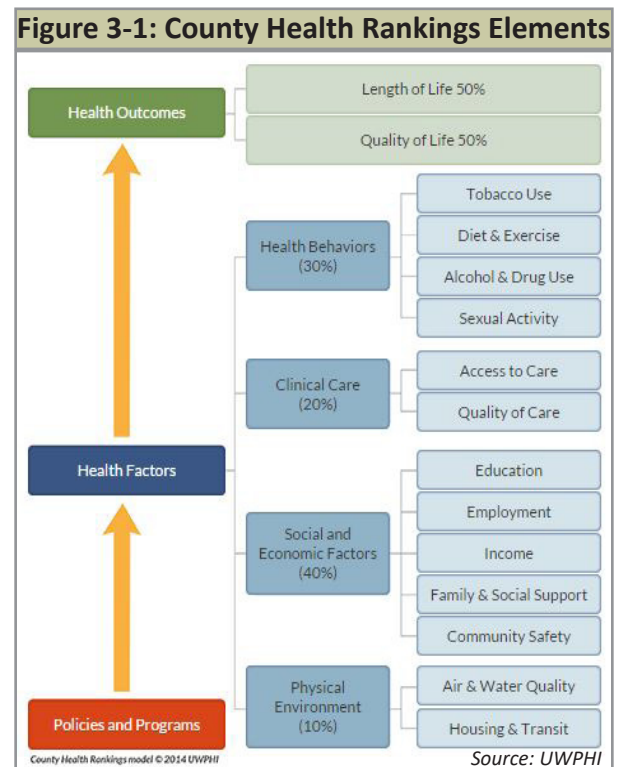 Figure 3-1: County Health Rankings Elements
Health Outcomes
Length of Life 50%
Quality of Life 50%
Health Behaviors
(30%)
Tobacco Use
Diet & Exercise
Alcohol & Drug Use
Sexual Activity
Clinical Care
(20%)
Access to Care
Quality of Care
Health Factors
Social and
Economic Factors
(40%)
Education
Employment
Income
Family & Social Support
Community Safety
Physical
Environment
(10%)
Air & Water Quality
Housing & Transit
Policies and Programs
County Health Rankings model © 2014 UWPHI
Source: UWPHI